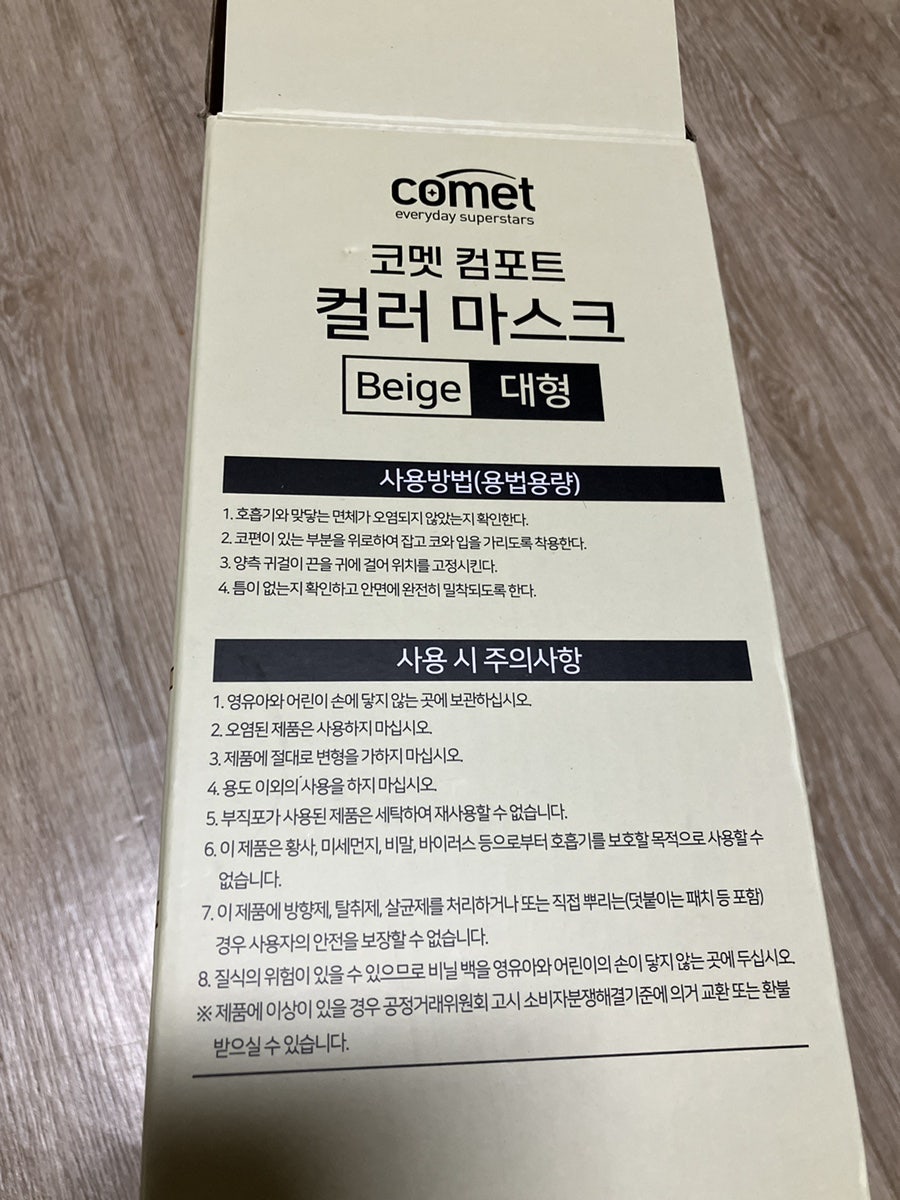 comet
everyday superstars
코멧 컴포트
컬러 마스크
Beige 대형
사용방법(용법용량)
1. 호흡기와 맞닿는 면체가 오염되지 않았는지 확인한다.
2. 코편이 있는 부분을 위로하여 잡고 코와 입을 가리도록 착용한다.
3. 양측 귀걸이 끈을 귀에 걸어 위치를 고정시킨다.
4. 틈이 없는지 확인하고 안면에 완전히 밀착되도록 한다.
사용 시 주의사항
1. 영유아와 어린이 손에 닿지 않는 곳에 보관하십시오.
2. 오염된 제품은 사용하지 마십시오.
3. 제품에 절대로 변형을 가하지 마십시오.
4. 용도 이외의 사용을 하지 마십시오.
5. 부직포가 사용된 제품은 세탁하여 재사용할 수 없습니다.
6. 이 제품은 황사, 미세먼지, 비말, 바이러스 등으로부터 호흡기를 보호할 목적으로 사용할 수
없습니다.
7. 이 제품에 방향제, 탈취제, 살균제를 처리하거나 또는 직접 뿌리는(덧붙이는 패치 등 포함)
경우 사용자의 안전을 보장할 수 없습니다.
8. 질식의 위험이 있을 수 있으므로 비닐 백을 영유아와 어린이의 손이 닿지 않는 곳에 두십시오.
※ 제품에 이상이 있을 경우 공정거래위원회 고시 소비자분쟁해결기준에 의거 교환 또는 환불
받으실 수 있습니다.